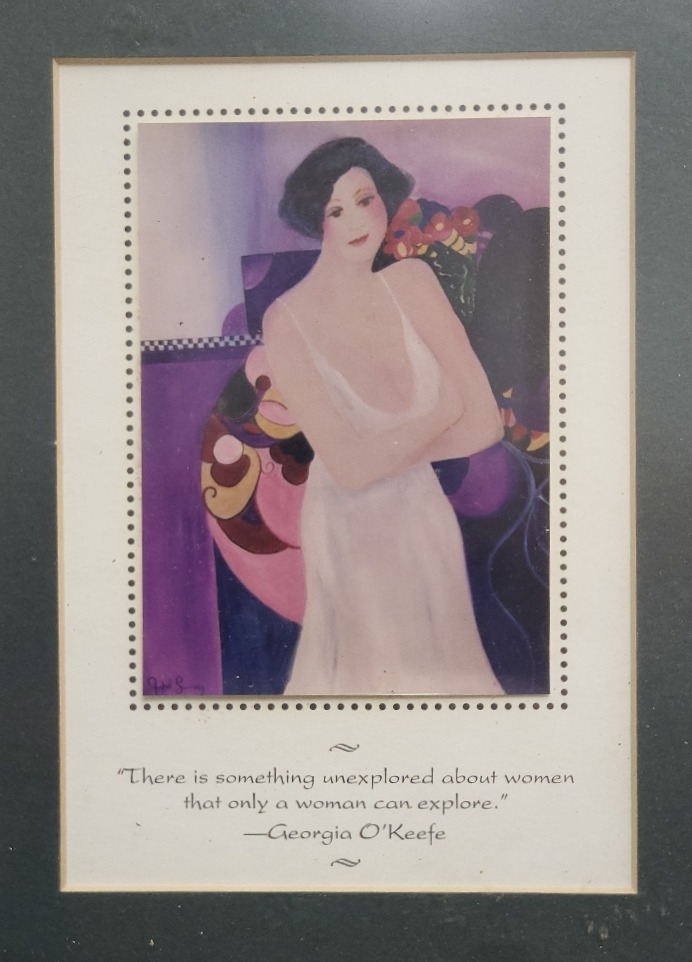 “There is something unexplored about women
that only a woman can explore.”
—Georgia O'Keefe